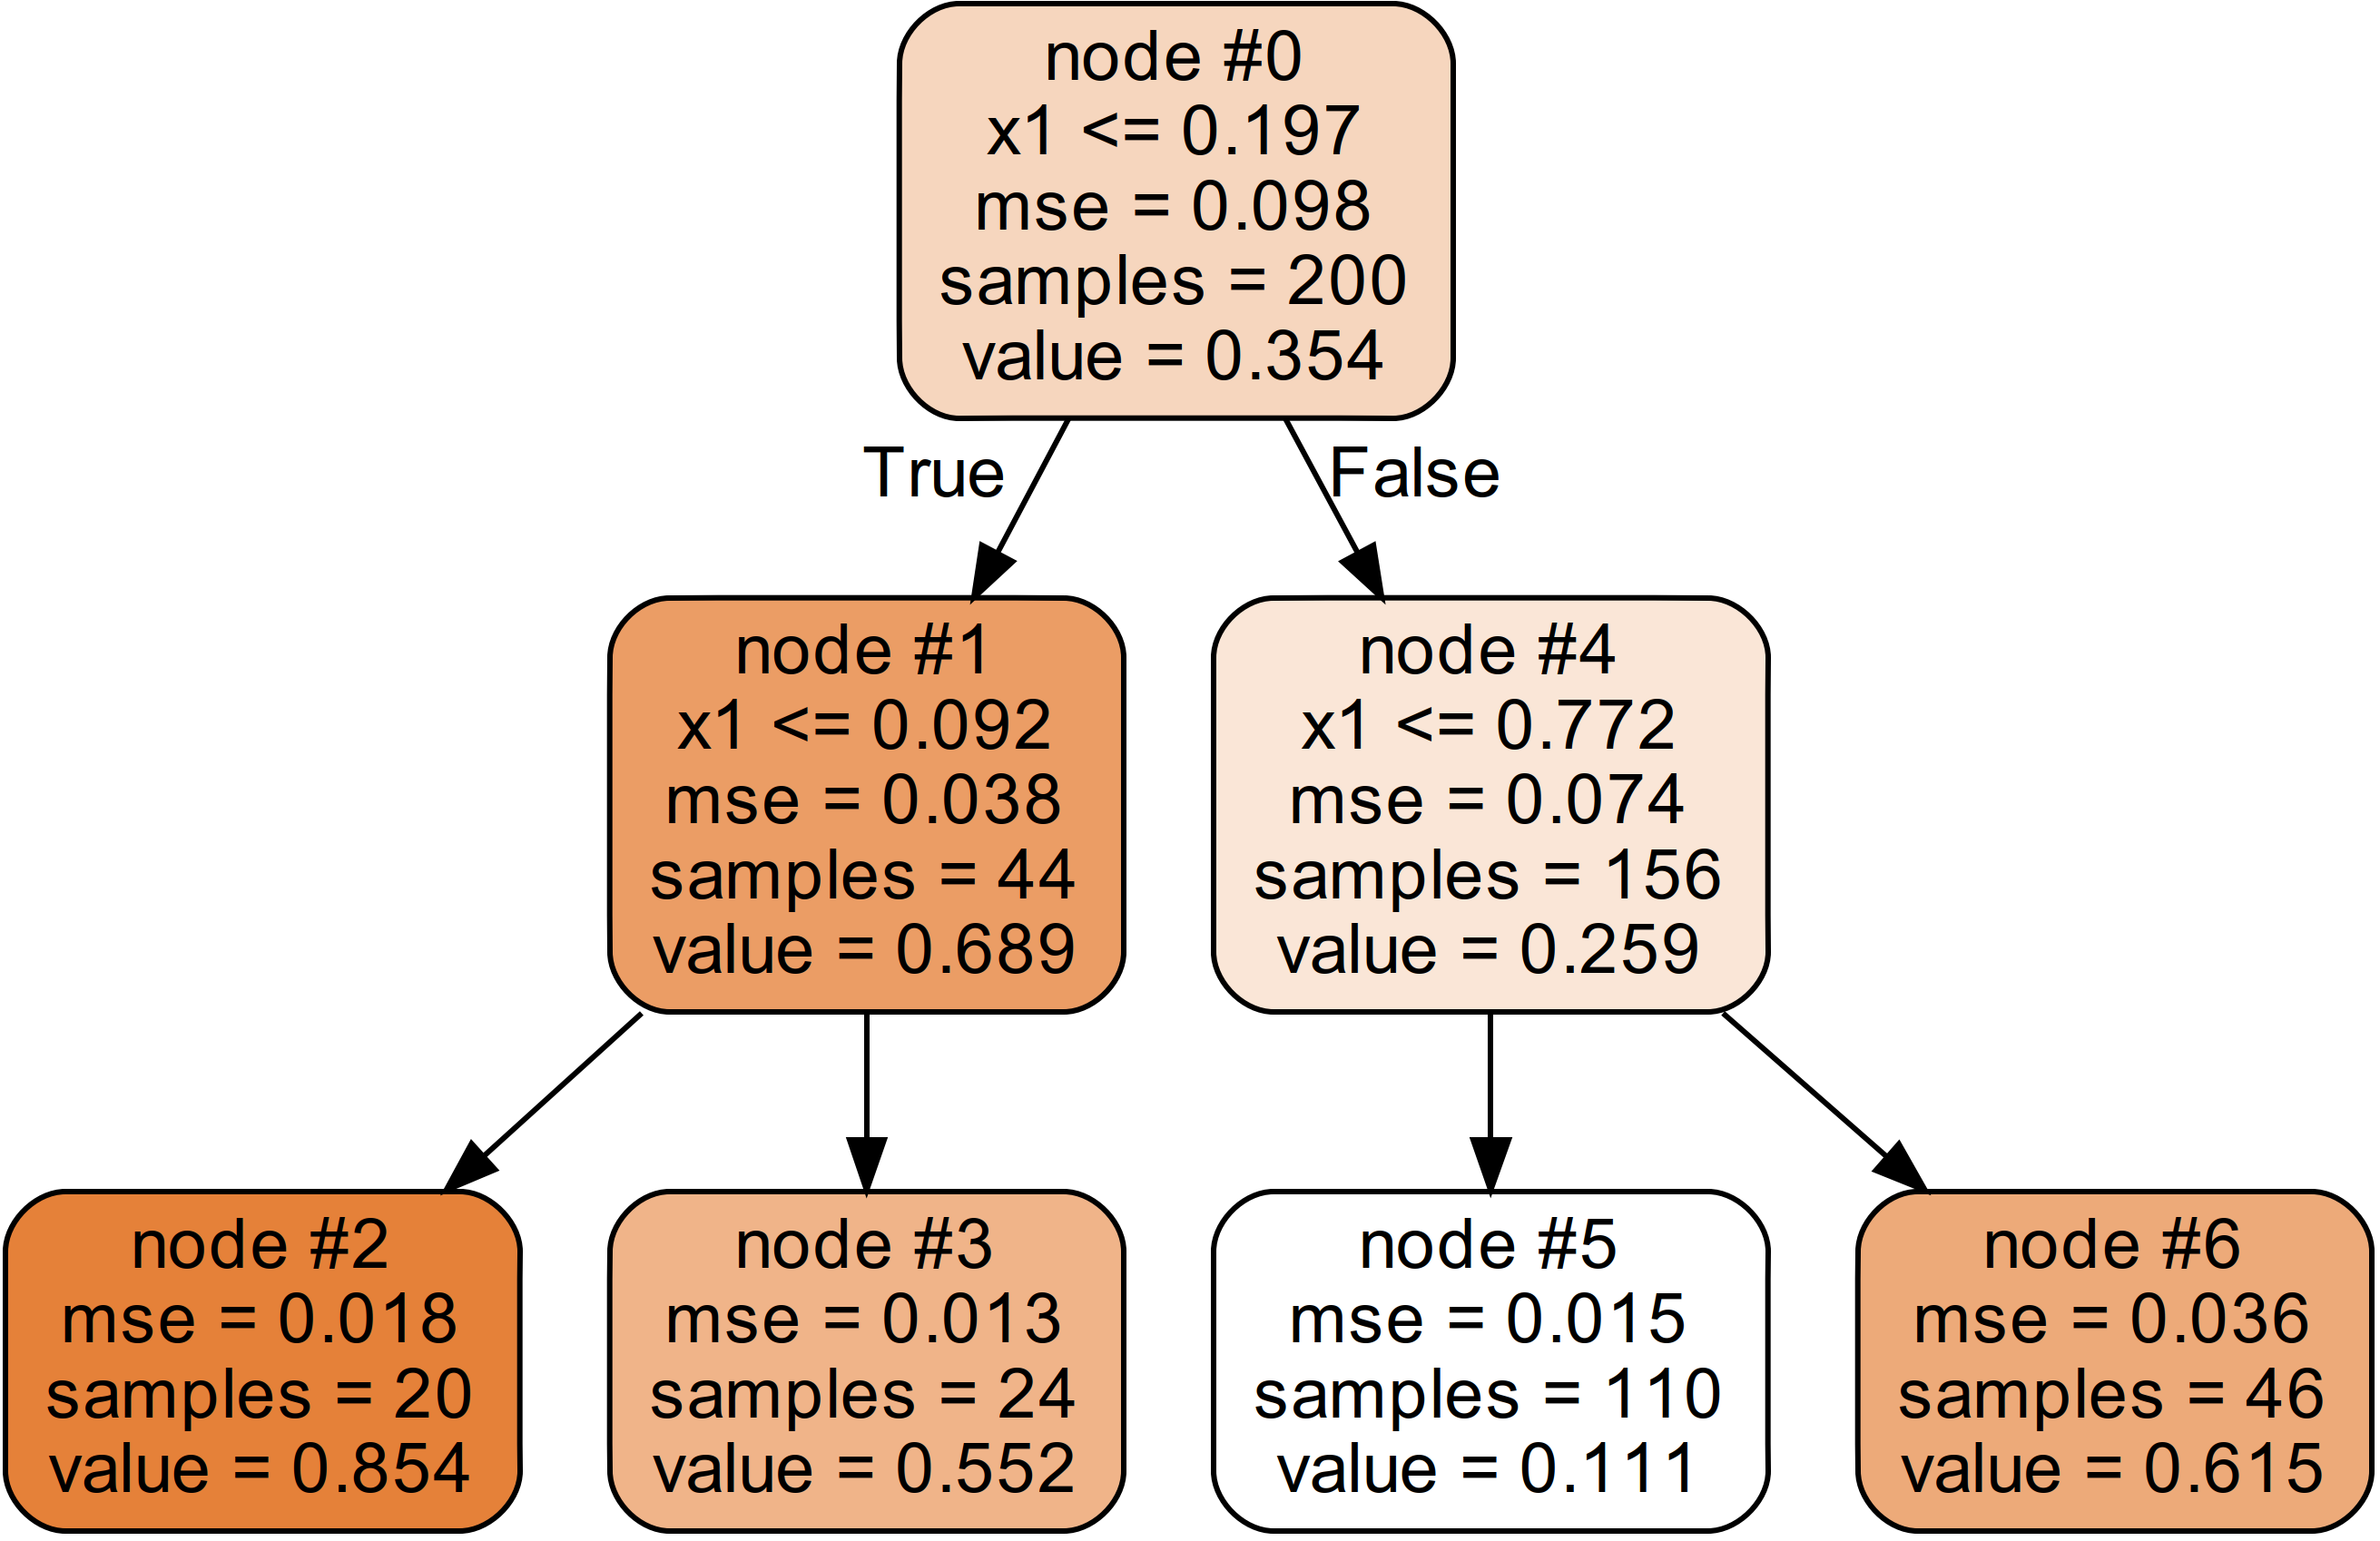 node #0
x1 <= 0.197
mse = 0.098
samples = 200
value = 0.354
True
False
node #1
x1 <= 0.092
mse = 0.038
samples = 44
value = 0.689
node #4
x1 <= 0.772
mse = 0.074
samples = 156
value = 0.259
node #2
mse = 0.018
samples = 20
value = 0.854
node #3
mse = 0.013
samples = 24
value = 0.552
node #5
mse = 0.015
samples = 110
value = 0.111
node #6
mse = 0.036
samples = 46
value = 0.615